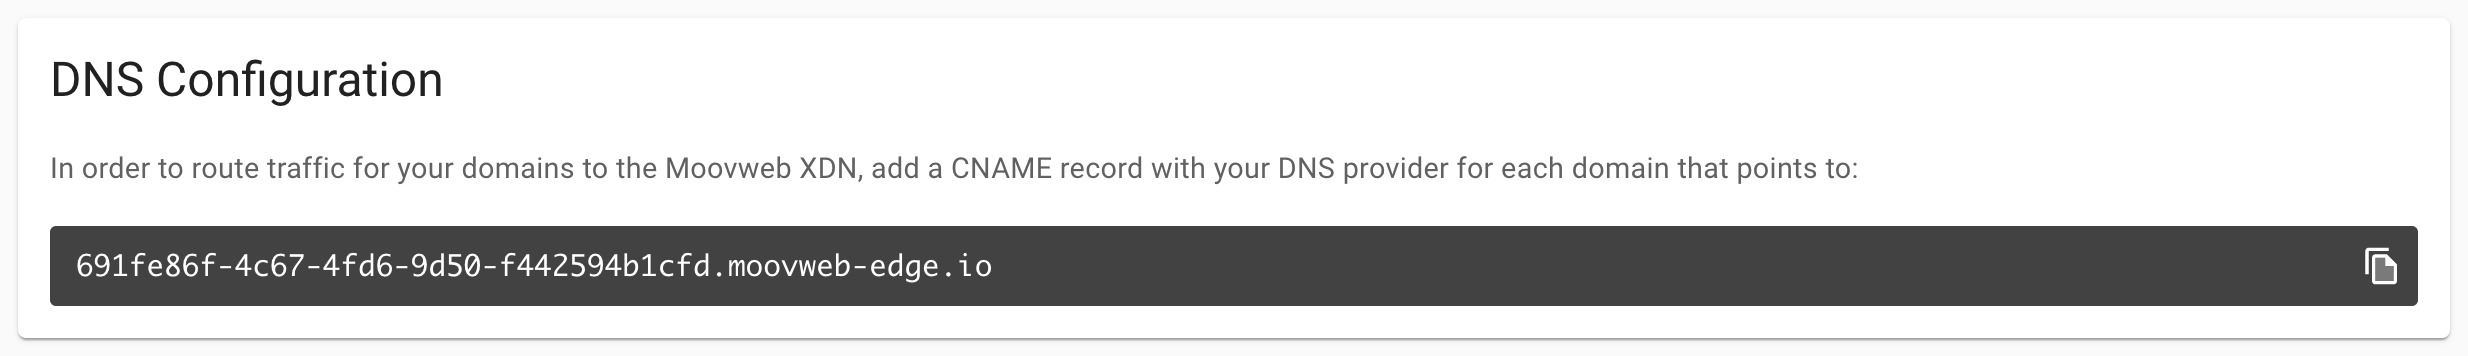 DNS Configuration
In order to route traffic for your domains to the Moovweb XDN, add a CNAME record with your DNS provider for each domain that points to:
691fe86f-4c67-4fd6-9d50-f442594b1cfd.moovweb-edge.io